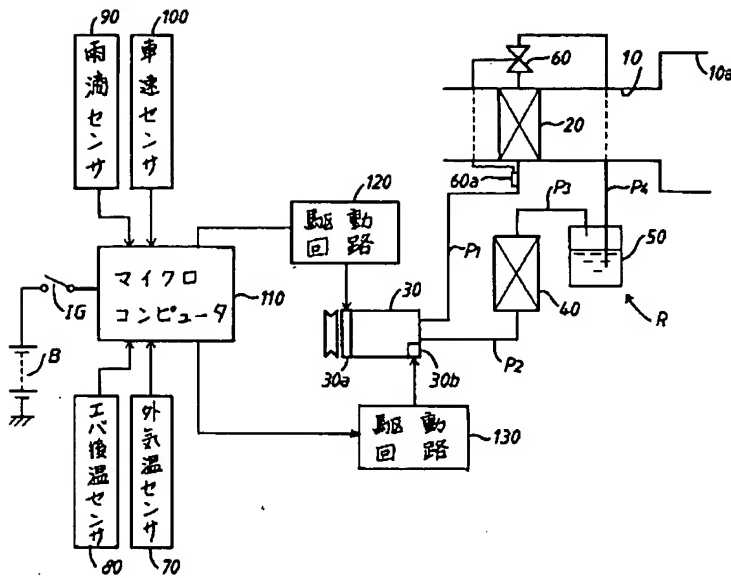 90
100
雨滴センサ
車速センサ
60
10
10a
20
60a
120
駆動
回路
P1
P3
P4
50
マイクロ
コンピュータ
110
IG
30
40
R
B
30a
30b
P2
エバ後温センサ
外気温センサ
駆動
回路
130
80
70